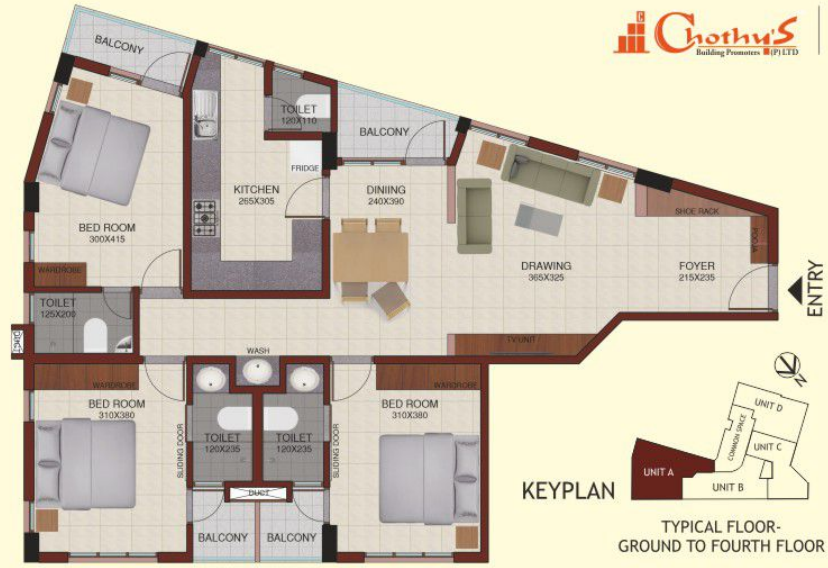 C
Chothu'S
Building Promoters (P) LTD
BALCONY
TOILET
120X110
BALCONY
FRIDGE
KITCHEN
265X305
DINIING
240X390
BED ROOM
300X415
SHOE RACK
DRAWING
365X325
FOYER
215X235
ENTRY
WARDROBE
TOILET
125X200
DUCT
WASH
TV UNIT
WARDROBE
WARDROBE
BED ROOM
310X380
BED ROOM
310X380
SLIDING DOOR
TOILET
120X235
TOILET
120X235
SLIDING DOOR
DUCT
BALCONY
BALCONY
N
UNIT D
COMMON SPACE
UNIT C
UNIT A
UNIT B
KEYPLAN
TYPICAL FLOOR-
GROUND TO FOURTH FLOOR